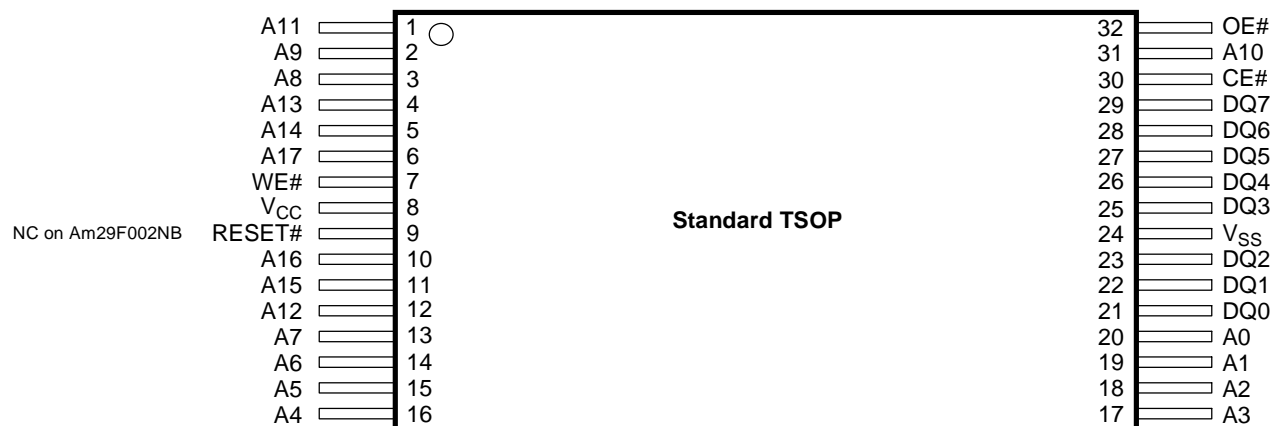 A11 1 32 OE#
A9 2 31 A10
A8 3 30 CE#
A13 4 29 DQ7
A14 5 28 DQ6
A17 6 27 DQ5
WE# 7 26 DQ4
VCC 8 25 DQ3
NC on Am29F002NB RESET# 9 Standard TSOP 24 VSS
A16 10 23 DQ2
A15 11 22 DQ1
A12 12 21 DQ0
A7 13 20 A0
A6 14 19 A1
A5 15 18 A2
A4 16 17 A3